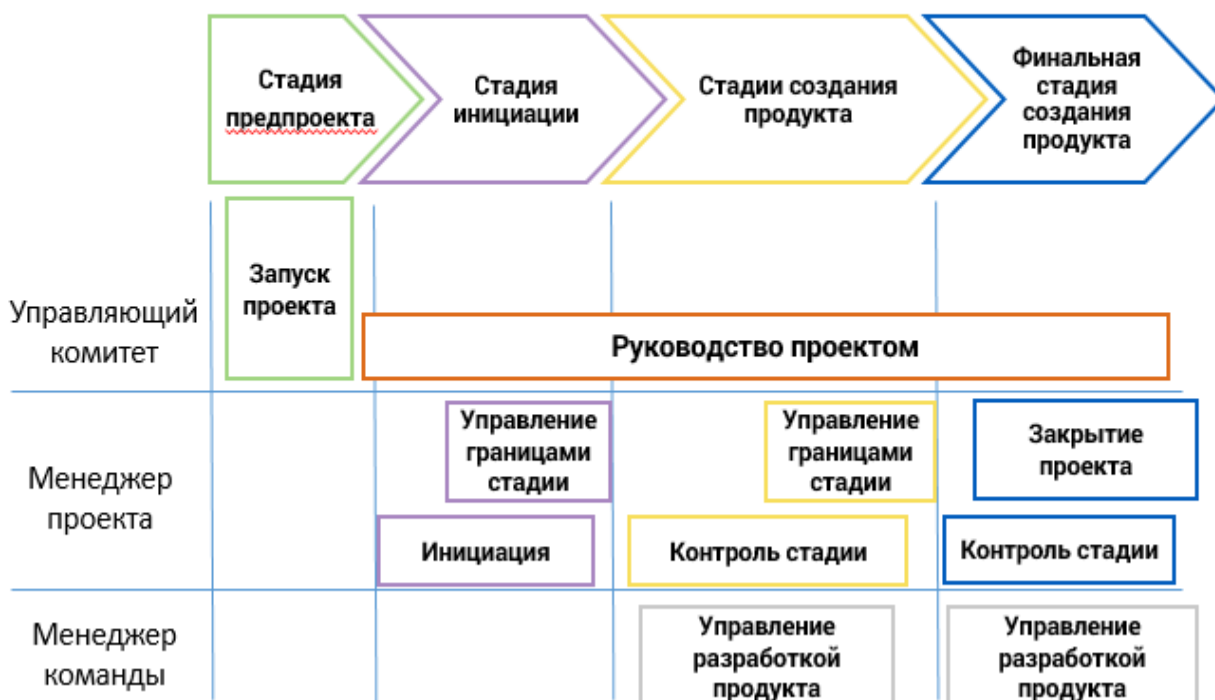 Стадия
предпроекта
Стадия
инициации
Стадии создания
продукта
Финальная
стадия
создания
продукта
Запуск
проекта
Управляющий
комитет
Руководство проектом
Менеджер
проекта
Управление
границами
стадии
Управление
границами
стадии
Закрытие
проекта
Инициация
Контроль стадии
Контроль стадии
Менеджер
команды
Управление
разработкой
продукта
Управление
разработкой
продукта